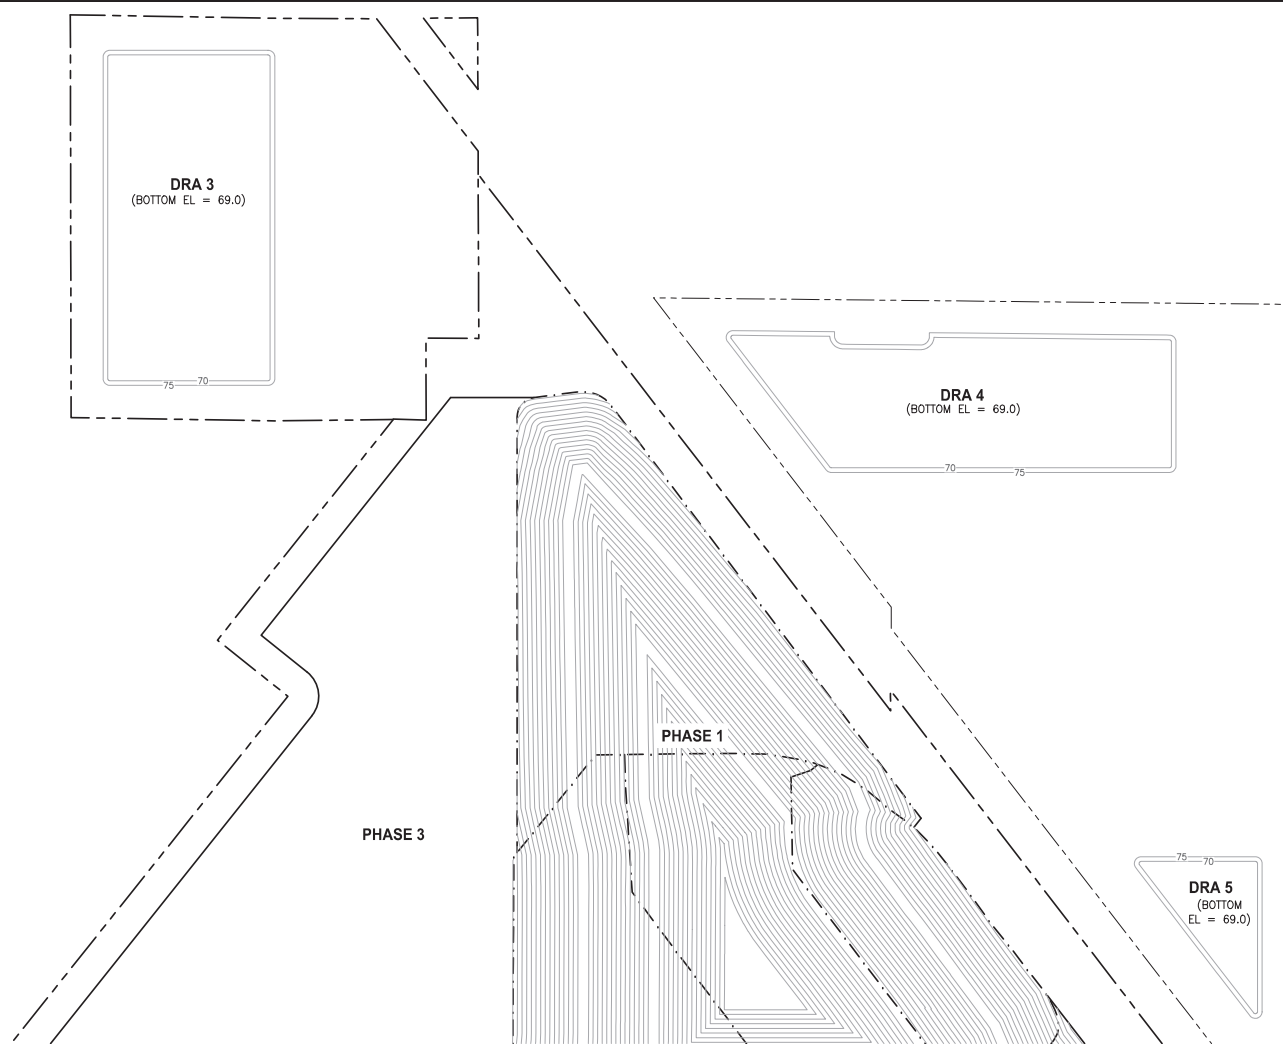 DRA 3
(BOTTOM EL = 69.0)
75
70
DRA 4
(BOTTOM EL = 69.0)
70
75
PHASE 1
PHASE 3
75
70
DRA 5
(BOTTOM
EL = 69.0)